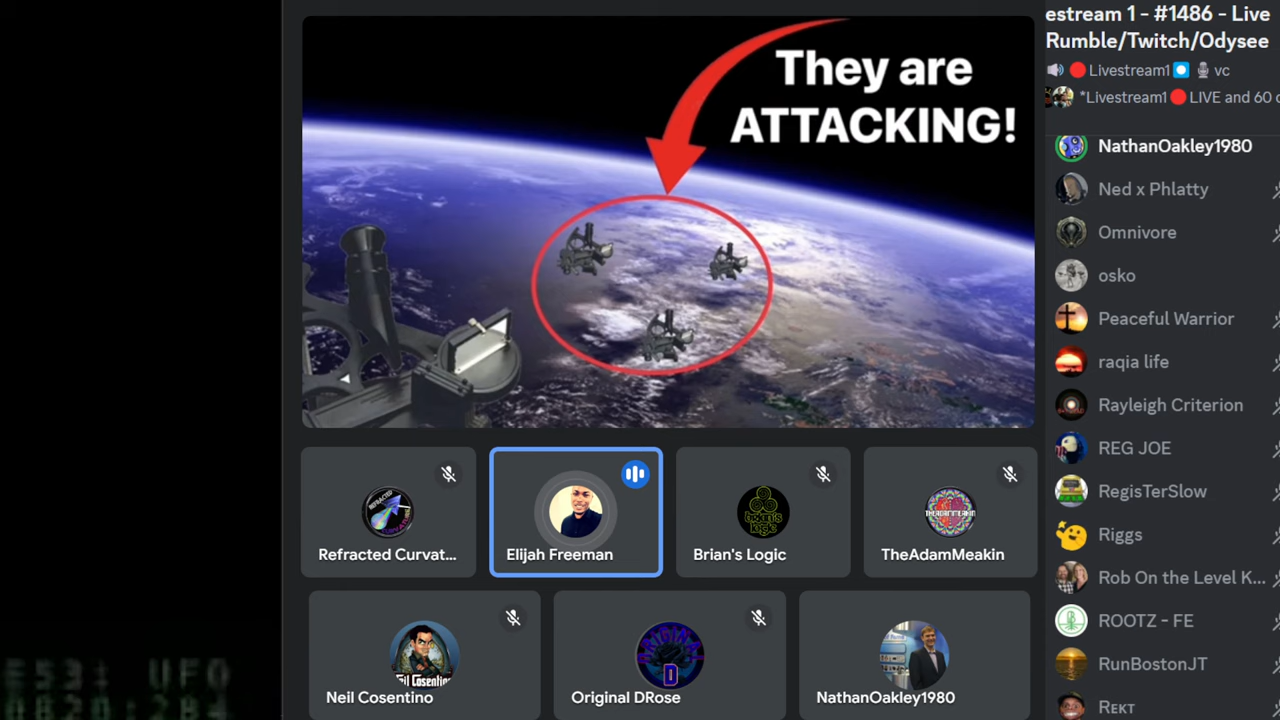 They are
ATTACKING!
Refracted Curvat...
Elijah Freeman
Brian's Logic
TheAdamMeakin
Neil Cosentino
Original DRose
NathanOakley1980
estream 1 - #1486 - Live
Rumble/Twitch/Odysee
Livestream1 vc
*Livestream1 LIVE and 60
NathanOakley1980
Ned x Phlatty
Omnivore
osko
Peaceful Warrior
raqia life
Rayleigh Criterion
REG JOE
RegisTerSlow
Riggs
Rob On the Level K...
ROOTZ - FE
RunBostonJT
REKT